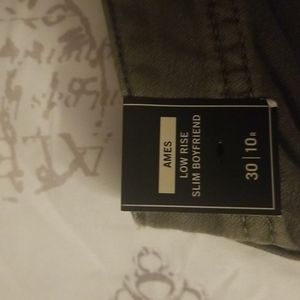 AMES
LOW RISE
SLIM BOYFRIEND
30 | 10R